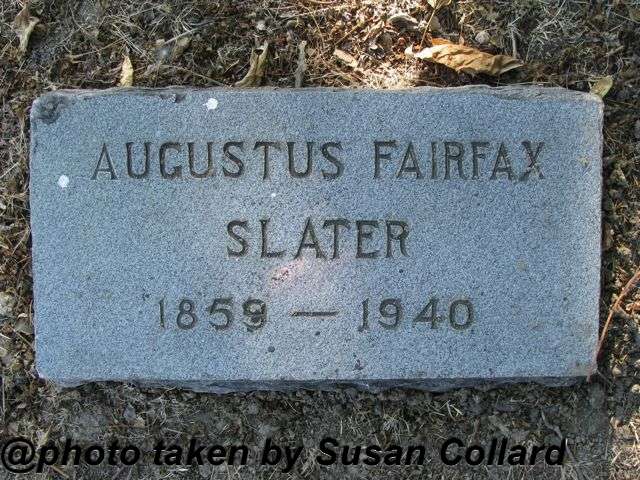 AUGUSTUS FAIRFAX
SLATER
1859 — 1940
@photo taken by Susan Collard